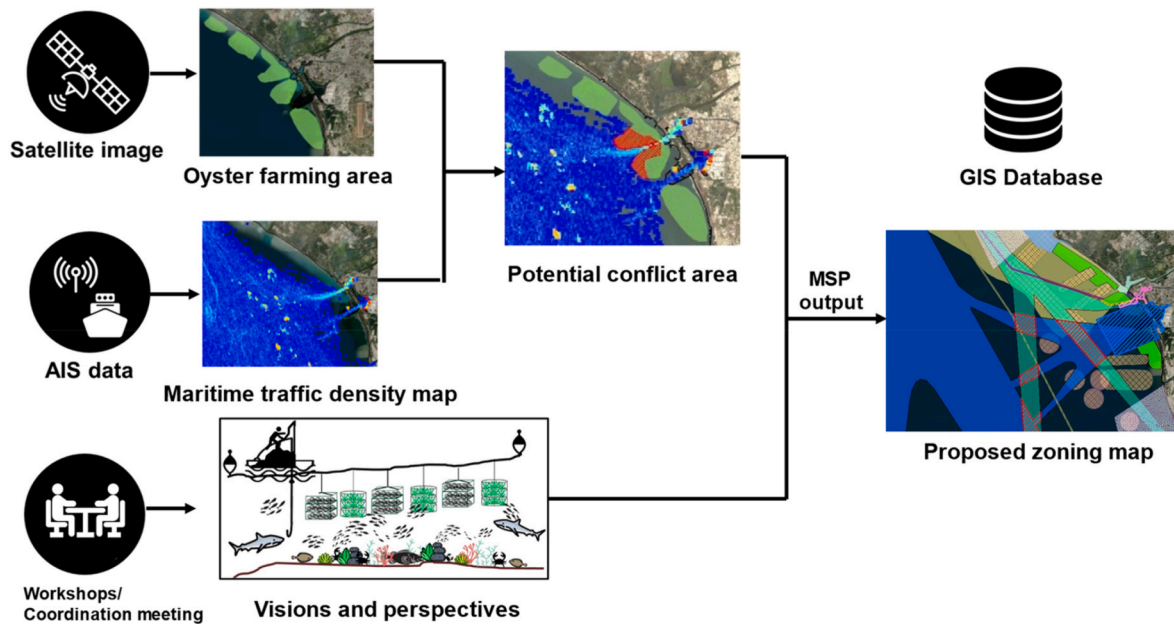 Satellite image
Oyster farming area
AIS data
Maritime traffic density map
Potential conflict area
Workshops/
Coordination meeting
Visions and perspectives
MSP
output
GIS Database
Proposed zoning map